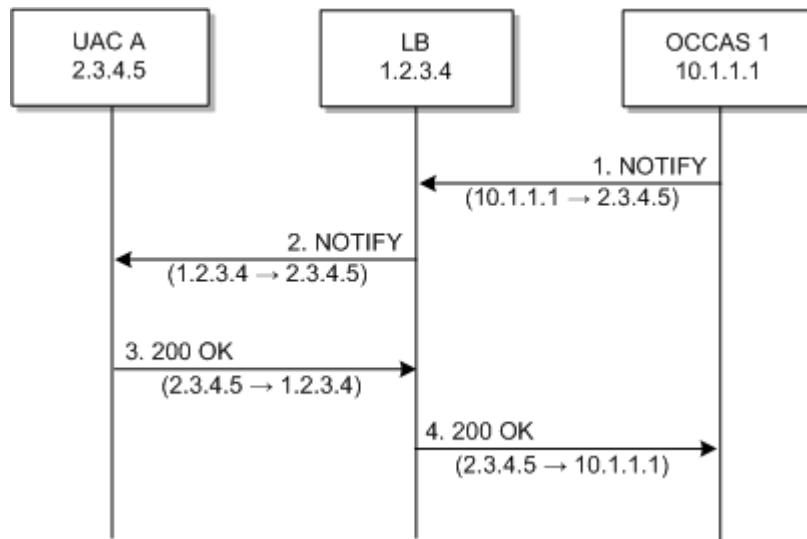 UAC A
2.3.4.5
LB
1.2.3.4
OCCAS 1
10.1.1.1
1. NOTIFY
(10.1.1.1 → 2.3.4.5)
2. NOTIFY
(1.2.3.4 → 2.3.4.5)
3. 200 OK
(2.3.4.5 → 1.2.3.4)
4. 200 OK
(2.3.4.5 → 10.1.1.1)